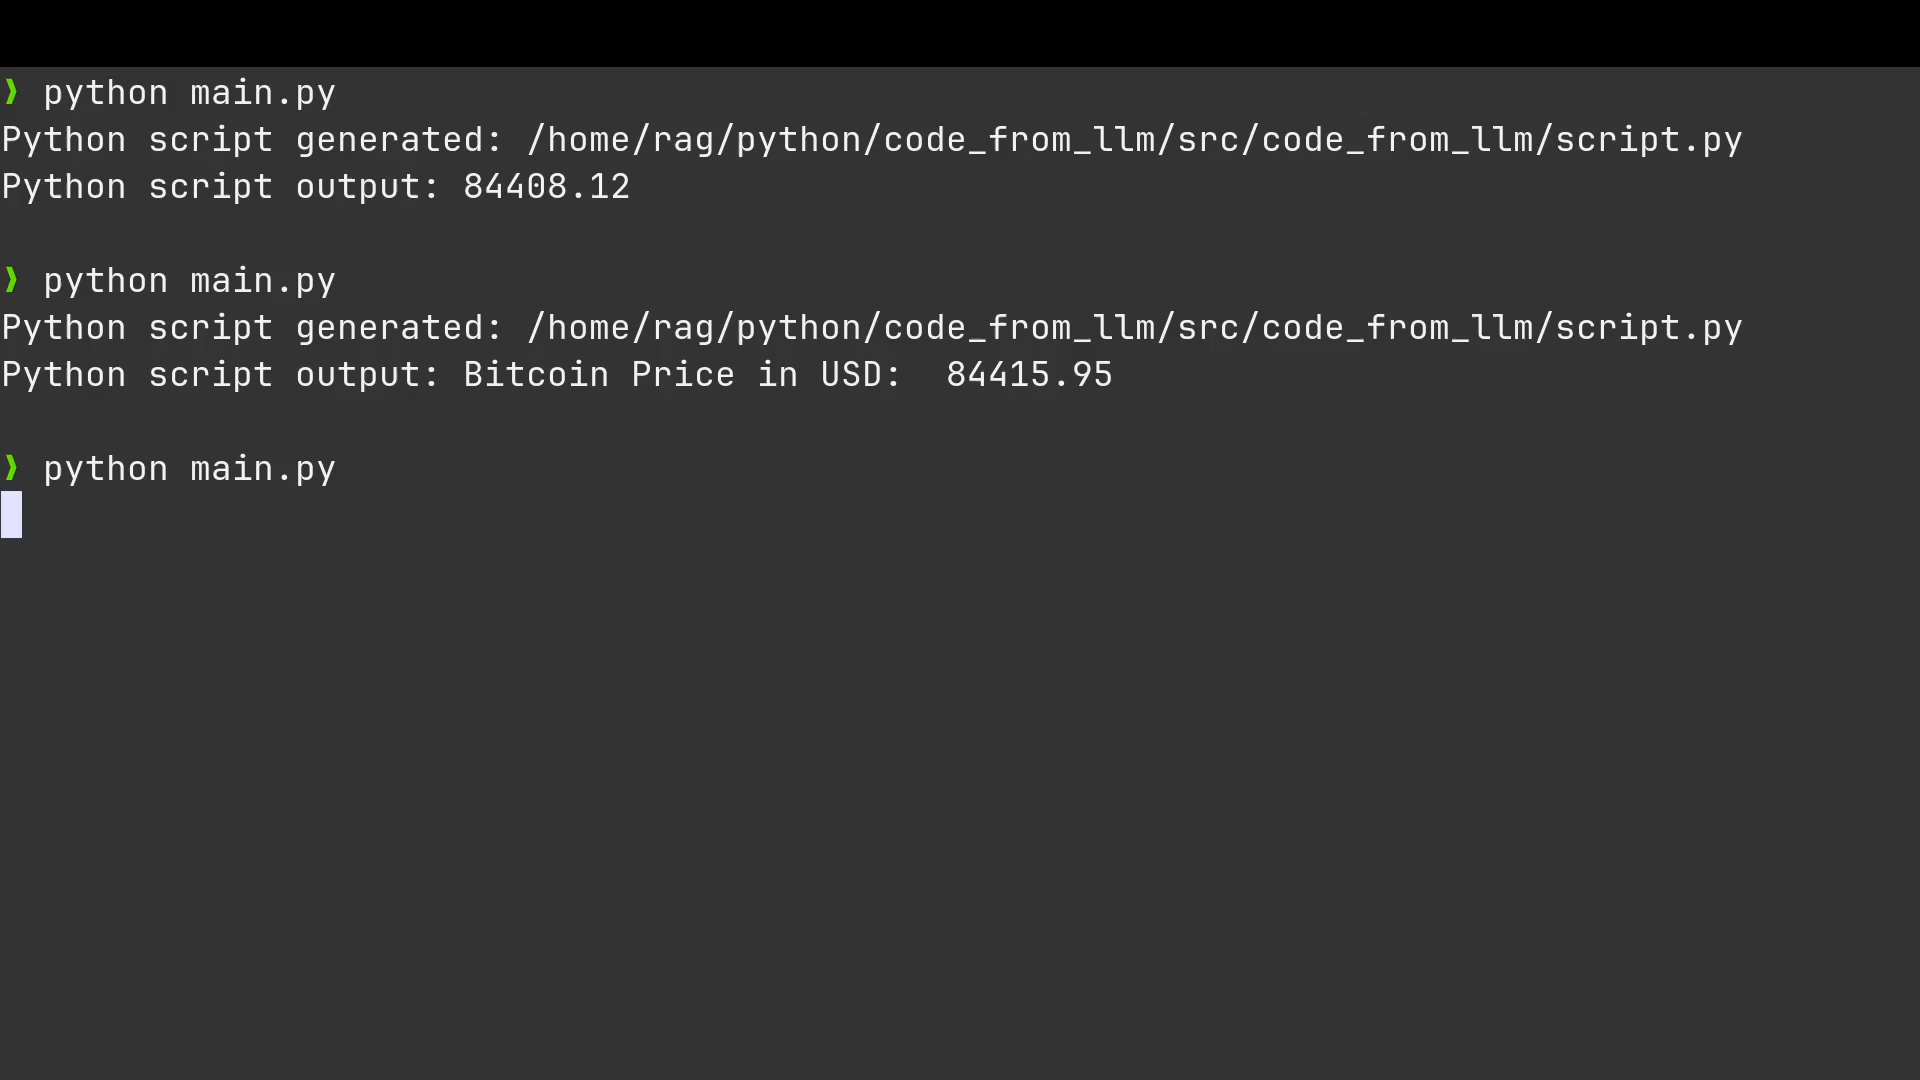 ❱ python main.py
Python script generated: /home/rag/python/code_from_llm/src/code_from_llm/script.py
Python script output: 84408.12
❱ python main.py
Python script generated: /home/rag/python/code_from_llm/src/code_from_llm/script.py
Python script output: Bitcoin Price in USD:  84415.95
❱ python main.py